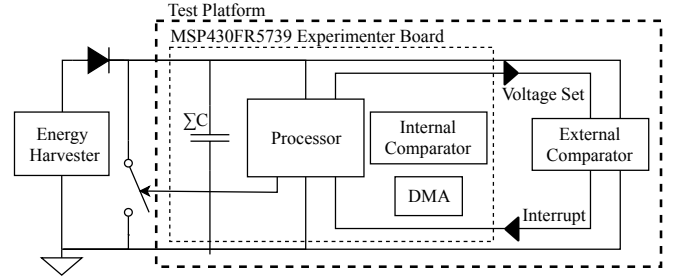 Test Platform
MSP430FR5739 Experimenter Board
∑C
Voltage Set
Energy
Harvester
Processor
Internal
Comparator
External
Comparator
DMA
Interrupt